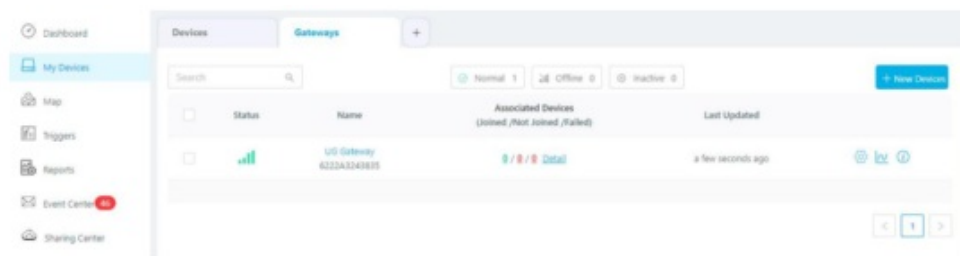 Dashboard
My Devices
Map
Triggers
Reports
Event Center
Sharing Center
Devices
Gateways
+
Search
Normal 1
Offline 0
Inactive 0
+ New Devices
Status
Name
Associated Devices
(Joined /Not Joined /Failed)
Last Updated
UG Gateway
6222A3243835
0 / 0 / 0 Detail
a few seconds ago
< 1 >